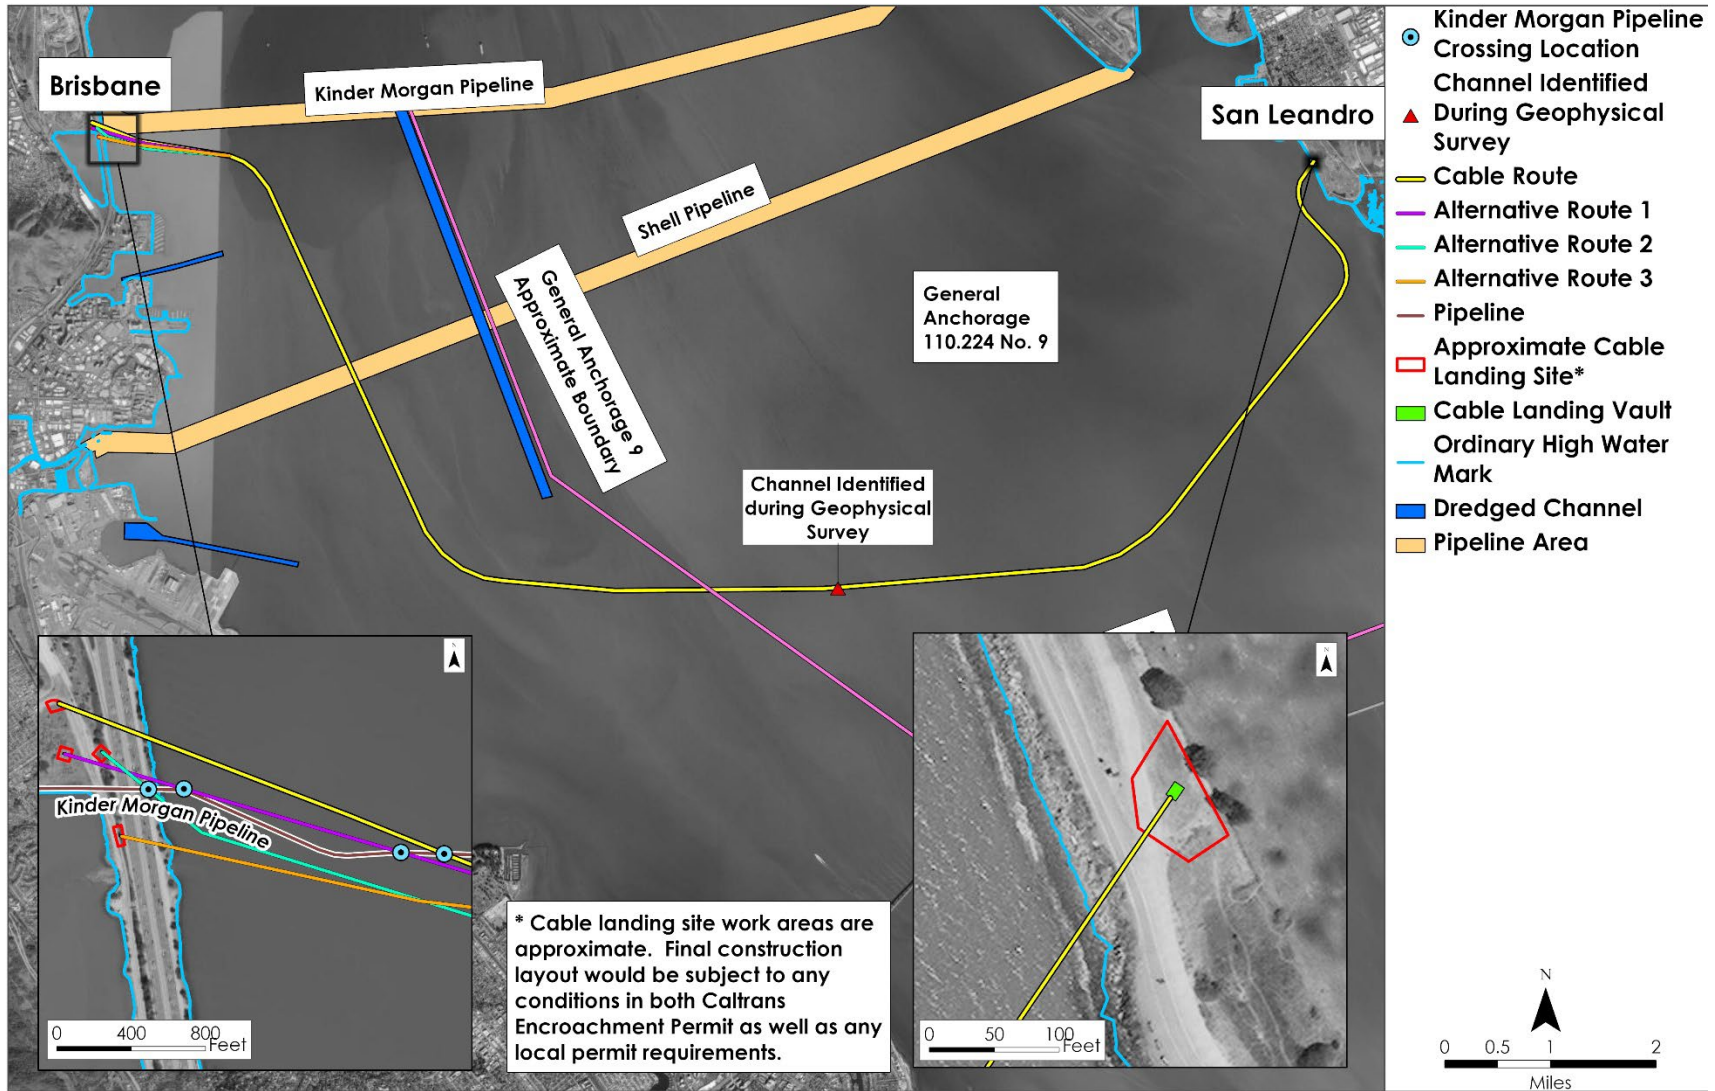 Brisbane
Kinder Morgan Pipeline
San Leandro
Shell Pipeline
General Anchorage 9
Approximate Boundary
General
Anchorage
110.224 No. 9
Channel Identified
during Geophysical
Survey
N
Kinder Morgan Pipeline
0 400 800
Feet
* Cable landing site work areas are
approximate. Final construction
layout would be subject to any
conditions in both Caltrans
Encroachment Permit as well as any
local permit requirements.
N
0 50 100
Feet
Kinder Morgan Pipeline
Crossing Location
Channel Identified
During Geophysical
Survey
Cable Route
Alternative Route 1
Alternative Route 2
Alternative Route 3
Pipeline
Approximate Cable
Landing Site*
Cable Landing Vault
Ordinary High Water
Mark
Dredged Channel
Pipeline Area
N
0 0.5 1 2
Miles